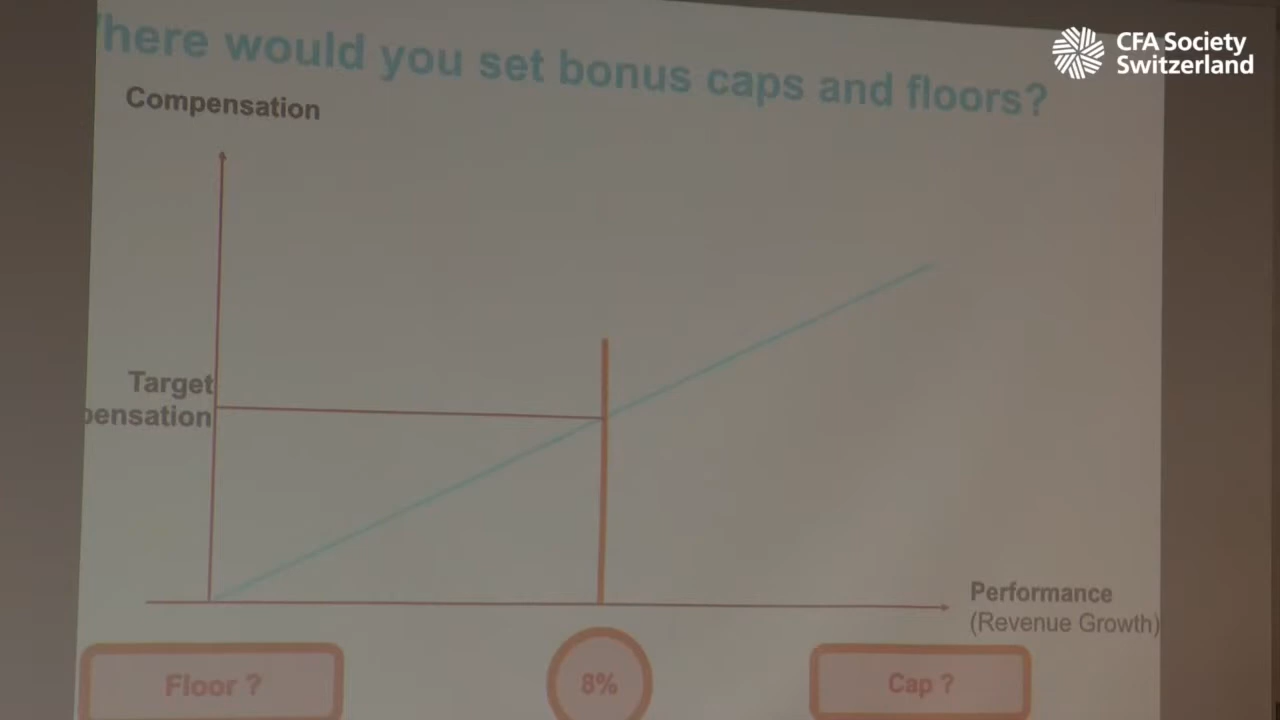 here would you set bonus caps and floors?
CFA Society
Switzerland
Compensation
Target
pensation
Performance
(Revenue Growth)
Floor ?
8%
Cap ?